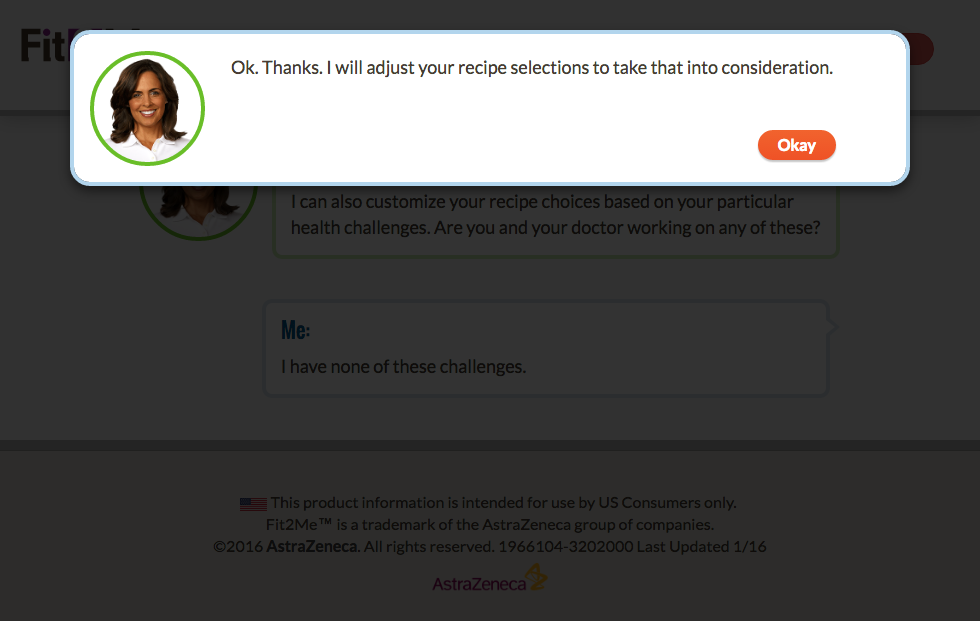 Fit
Ok. Thanks. I will adjust your recipe selections to take that into consideration.
Okay
I can also customize your recipe choices based on your particular
health challenges. Are you and your doctor working on any of these?
Me:
I have none of these challenges.
This product information is intended for use by US Consumers only.
Fit2Me™ is a trademark of the AstraZeneca group of companies.
©2016 AstraZeneca. All rights reserved. 1966104-3202000 Last Updated 1/16
AstraZeneca